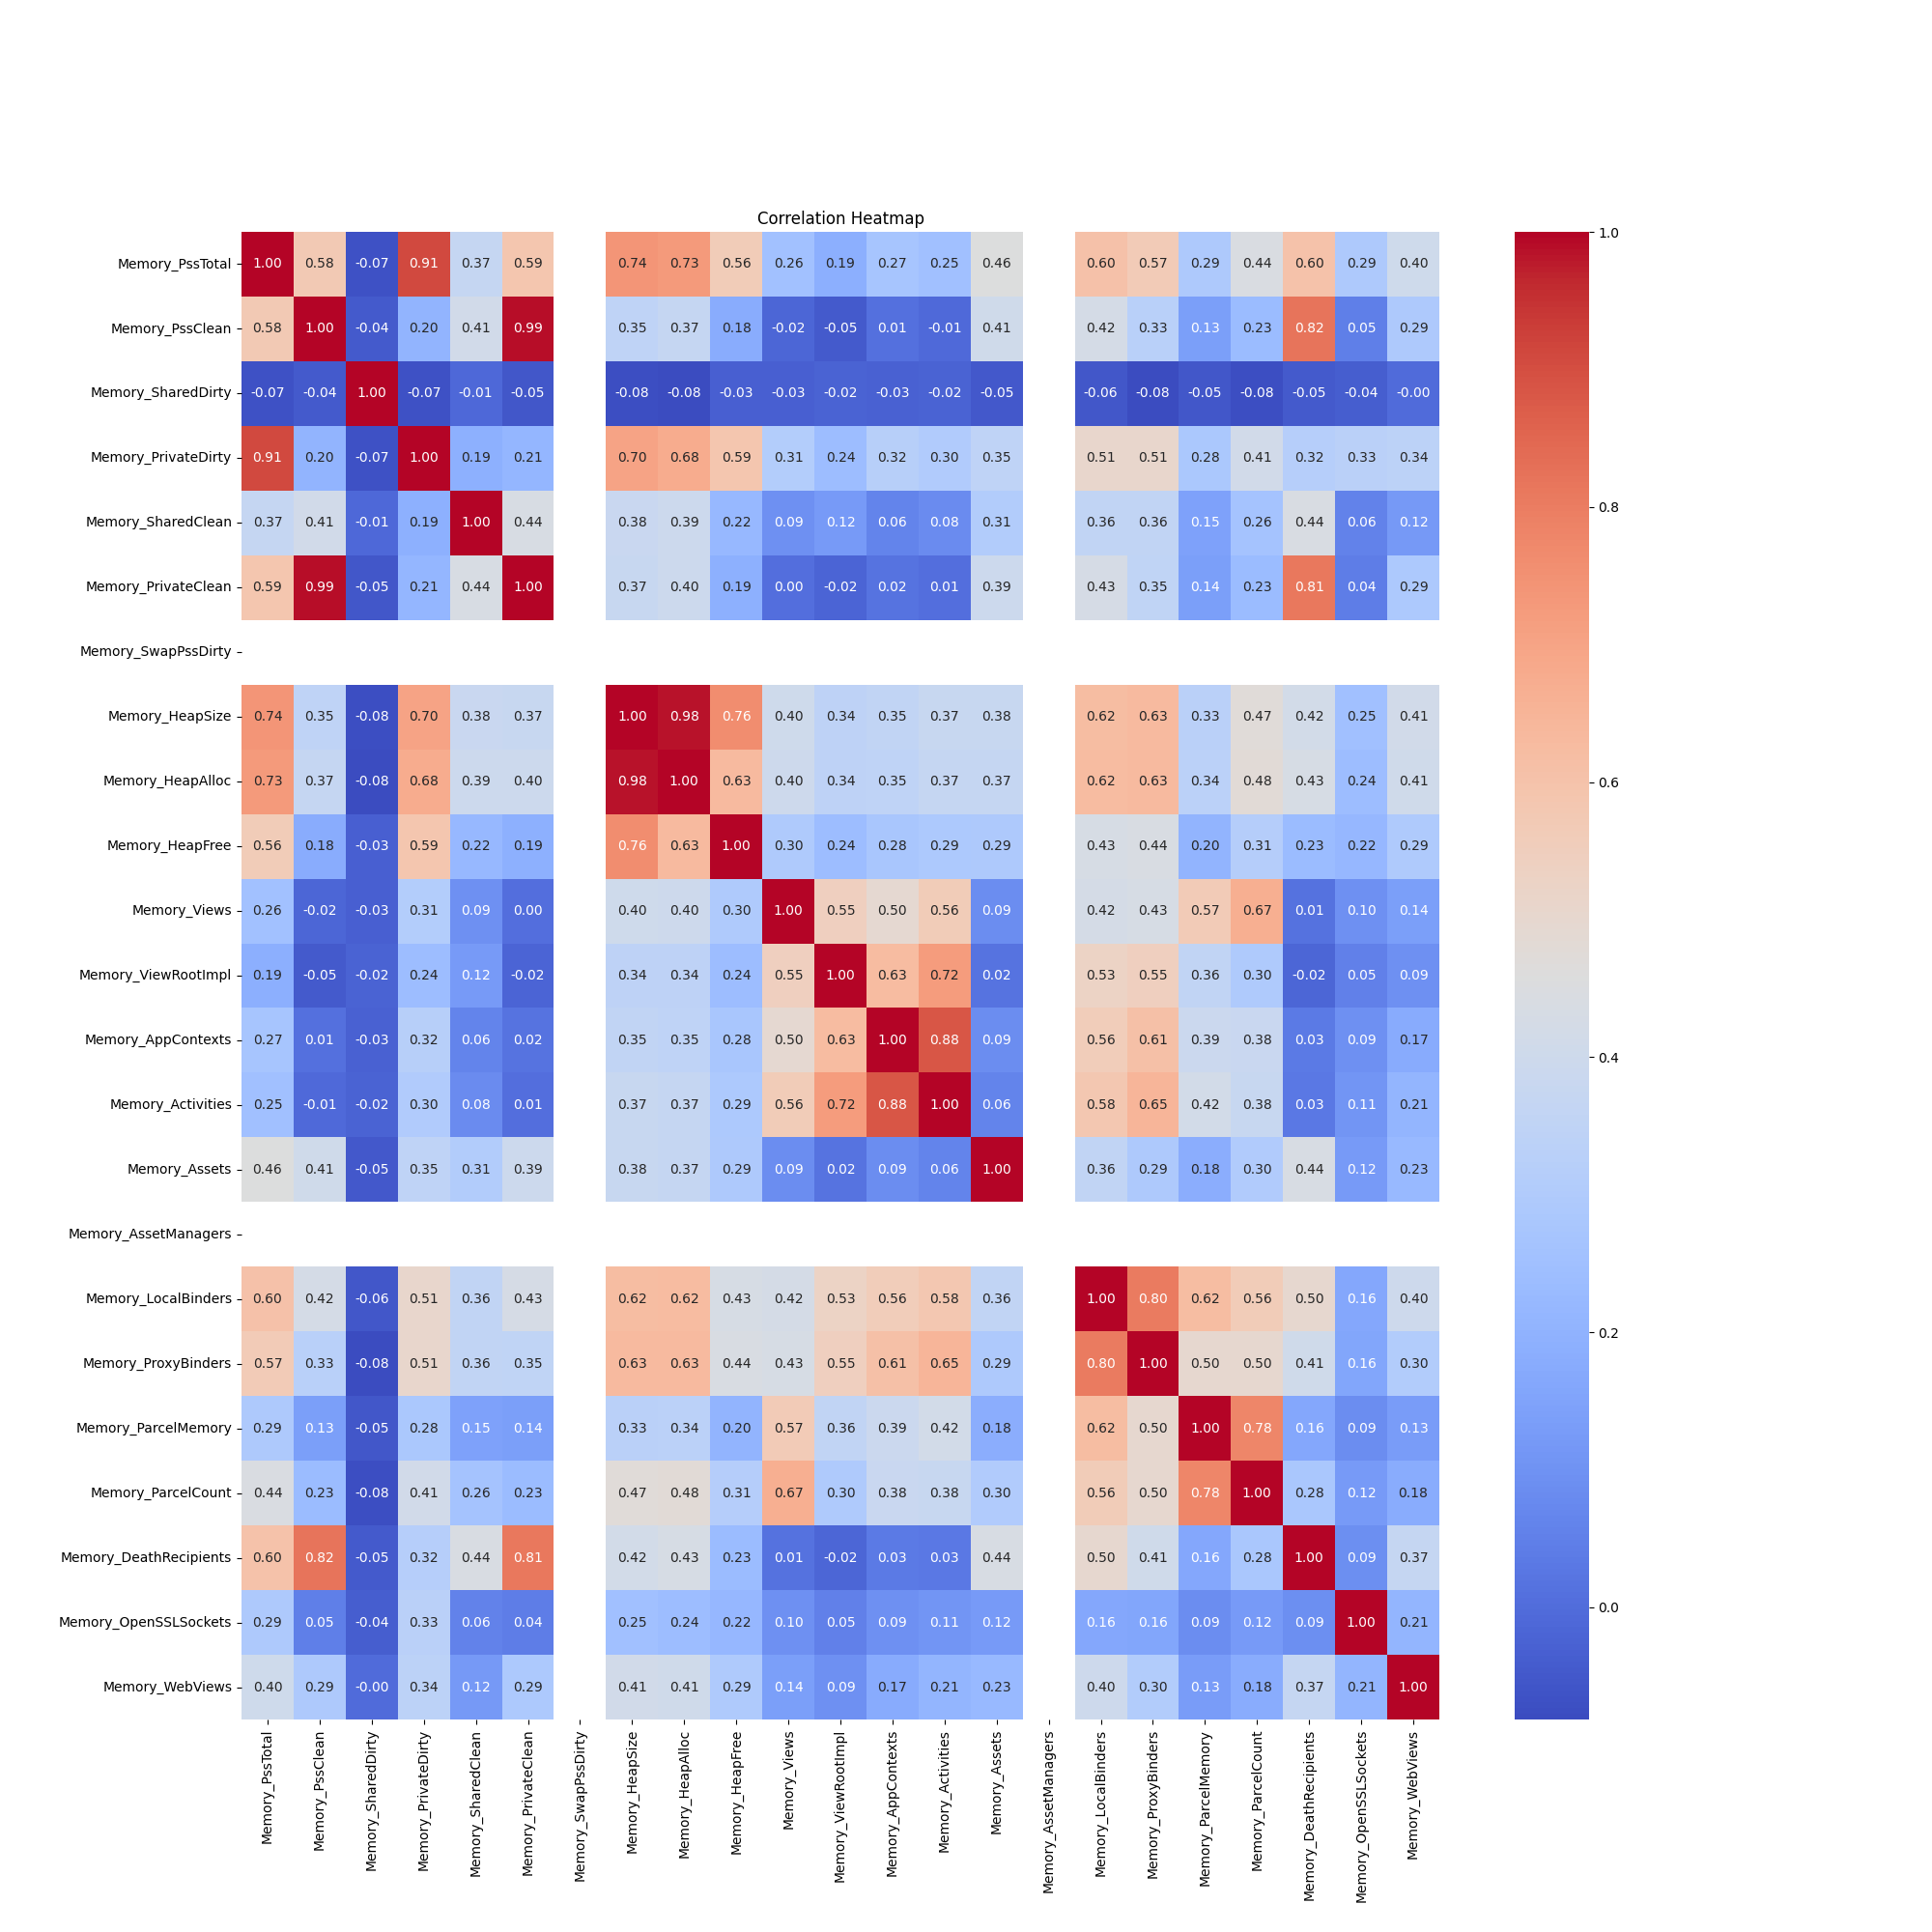 Correlation Heatmap
Memory_PssTotal 1.00 0.58 -0.07 0.91 0.37 0.59 0.74 0.73 0.56 0.26 0.19 0.27 0.25 0.46 0.60 0.57 0.29 0.44 0.60 0.29 0.40
Memory_PssClean 0.58 1.00 -0.04 0.20 0.41 0.99 0.35 0.37 0.18 -0.02 -0.05 0.01 -0.01 0.41 0.42 0.33 0.13 0.23 0.82 0.05 0.29
Memory_SharedDirty -0.07 -0.04 1.00 -0.07 -0.01 -0.05 -0.08 -0.08 -0.03 -0.03 -0.02 -0.03 -0.02 -0.05 -0.06 -0.08 -0.05 -0.08 -0.05 -0.04 -0.00
Memory_PrivateDirty 0.91 0.20 -0.07 1.00 0.19 0.21 0.70 0.68 0.59 0.31 0.24 0.32 0.30 0.35 0.51 0.51 0.28 0.41 0.32 0.33 0.34
Memory_SharedClean 0.37 0.41 -0.01 0.19 1.00 0.44 0.38 0.39 0.22 0.09 0.12 0.06 0.08 0.31 0.36 0.36 0.15 0.26 0.44 0.06 0.12
Memory_PrivateClean 0.59 0.99 -0.05 0.21 0.44 1.00 0.37 0.40 0.19 0.00 -0.02 0.02 0.01 0.39 0.43 0.35 0.14 0.23 0.81 0.04 0.29
Memory_SwapPssDirty
Memory_HeapSize 0.74 0.35 -0.08 0.70 0.38 0.37 1.00 0.98 0.76 0.40 0.34 0.35 0.37 0.38 0.62 0.63 0.33 0.47 0.42 0.25 0.41
Memory_HeapAlloc 0.73 0.37 -0.08 0.68 0.39 0.40 0.98 1.00 0.63 0.40 0.34 0.35 0.37 0.37 0.62 0.63 0.34 0.48 0.43 0.24 0.41
Memory_HeapFree 0.56 0.18 -0.03 0.59 0.22 0.19 0.76 0.63 1.00 0.30 0.24 0.28 0.29 0.29 0.43 0.44 0.20 0.31 0.23 0.22 0.29
Memory_Views 0.26 -0.02 -0.03 0.31 0.09 0.00 0.40 0.40 0.30 1.00 0.55 0.50 0.56 0.09 0.42 0.43 0.57 0.67 0.01 0.10 0.14
Memory_ViewRootImpl 0.19 -0.05 -0.02 0.24 0.12 -0.02 0.34 0.34 0.24 0.55 1.00 0.63 0.72 0.02 0.53 0.55 0.36 0.30 -0.02 0.05 0.09
Memory_AppContexts 0.27 0.01 -0.03 0.32 0.06 0.02 0.35 0.35 0.28 0.50 0.63 1.00 0.88 0.09 0.56 0.61 0.39 0.38 0.03 0.09 0.17
Memory_Activities 0.25 -0.01 -0.02 0.30 0.08 0.01 0.37 0.37 0.29 0.56 0.72 0.88 1.00 0.06 0.58 0.65 0.42 0.38 0.03 0.11 0.21
Memory_Assets 0.46 0.41 -0.05 0.35 0.31 0.39 0.38 0.37 0.29 0.09 0.02 0.09 0.06 1.00 0.36 0.29 0.18 0.30 0.44 0.12 0.23
Memory_AssetManagers
Memory_LocalBinders 0.60 0.42 -0.06 0.51 0.36 0.43 0.62 0.62 0.43 0.42 0.53 0.56 0.58 0.36 1.00 0.80 0.62 0.56 0.50 0.16 0.40
Memory_ProxyBinders 0.57 0.33 -0.08 0.51 0.36 0.35 0.63 0.63 0.44 0.43 0.55 0.61 0.65 0.29 0.80 1.00 0.50 0.50 0.41 0.16 0.30
Memory_ParcelMemory 0.29 0.13 -0.05 0.28 0.15 0.14 0.33 0.34 0.20 0.57 0.36 0.39 0.42 0.18 0.62 0.50 1.00 0.78 0.16 0.09 0.13
Memory_ParcelCount 0.44 0.23 -0.08 0.41 0.26 0.23 0.47 0.48 0.31 0.67 0.30 0.38 0.38 0.30 0.56 0.50 0.78 1.00 0.28 0.12 0.18
Memory_DeathRecipients 0.60 0.82 -0.05 0.32 0.44 0.81 0.42 0.43 0.23 0.01 -0.02 0.03 0.03 0.44 0.50 0.41 0.16 0.28 1.00 0.09 0.37
Memory_OpenSSLSockets 0.29 0.05 -0.04 0.33 0.06 0.04 0.25 0.24 0.22 0.10 0.05 0.09 0.11 0.12 0.16 0.16 0.09 0.12 0.09 1.00 0.21
Memory_WebViews 0.40 0.29 -0.00 0.34 0.12 0.29 0.41 0.41 0.29 0.14 0.09 0.17 0.21 0.23 0.40 0.30 0.13 0.18 0.37 0.21 1.00
Memory_PssTotal
Memory_PssClean
Memory_SharedDirty
Memory_PrivateDirty
Memory_SharedClean
Memory_PrivateClean
Memory_SwapPssDirty
Memory_HeapSize
Memory_HeapAlloc
Memory_HeapFree
Memory_Views
Memory_ViewRootImpl
Memory_AppContexts
Memory_Activities
Memory_Assets
Memory_AssetManagers
Memory_LocalBinders
Memory_ProxyBinders
Memory_ParcelMemory
Memory_ParcelCount
Memory_DeathRecipients
Memory_OpenSSLSockets
Memory_WebViews
1.0
0.8
0.6
0.4
0.2
0.0